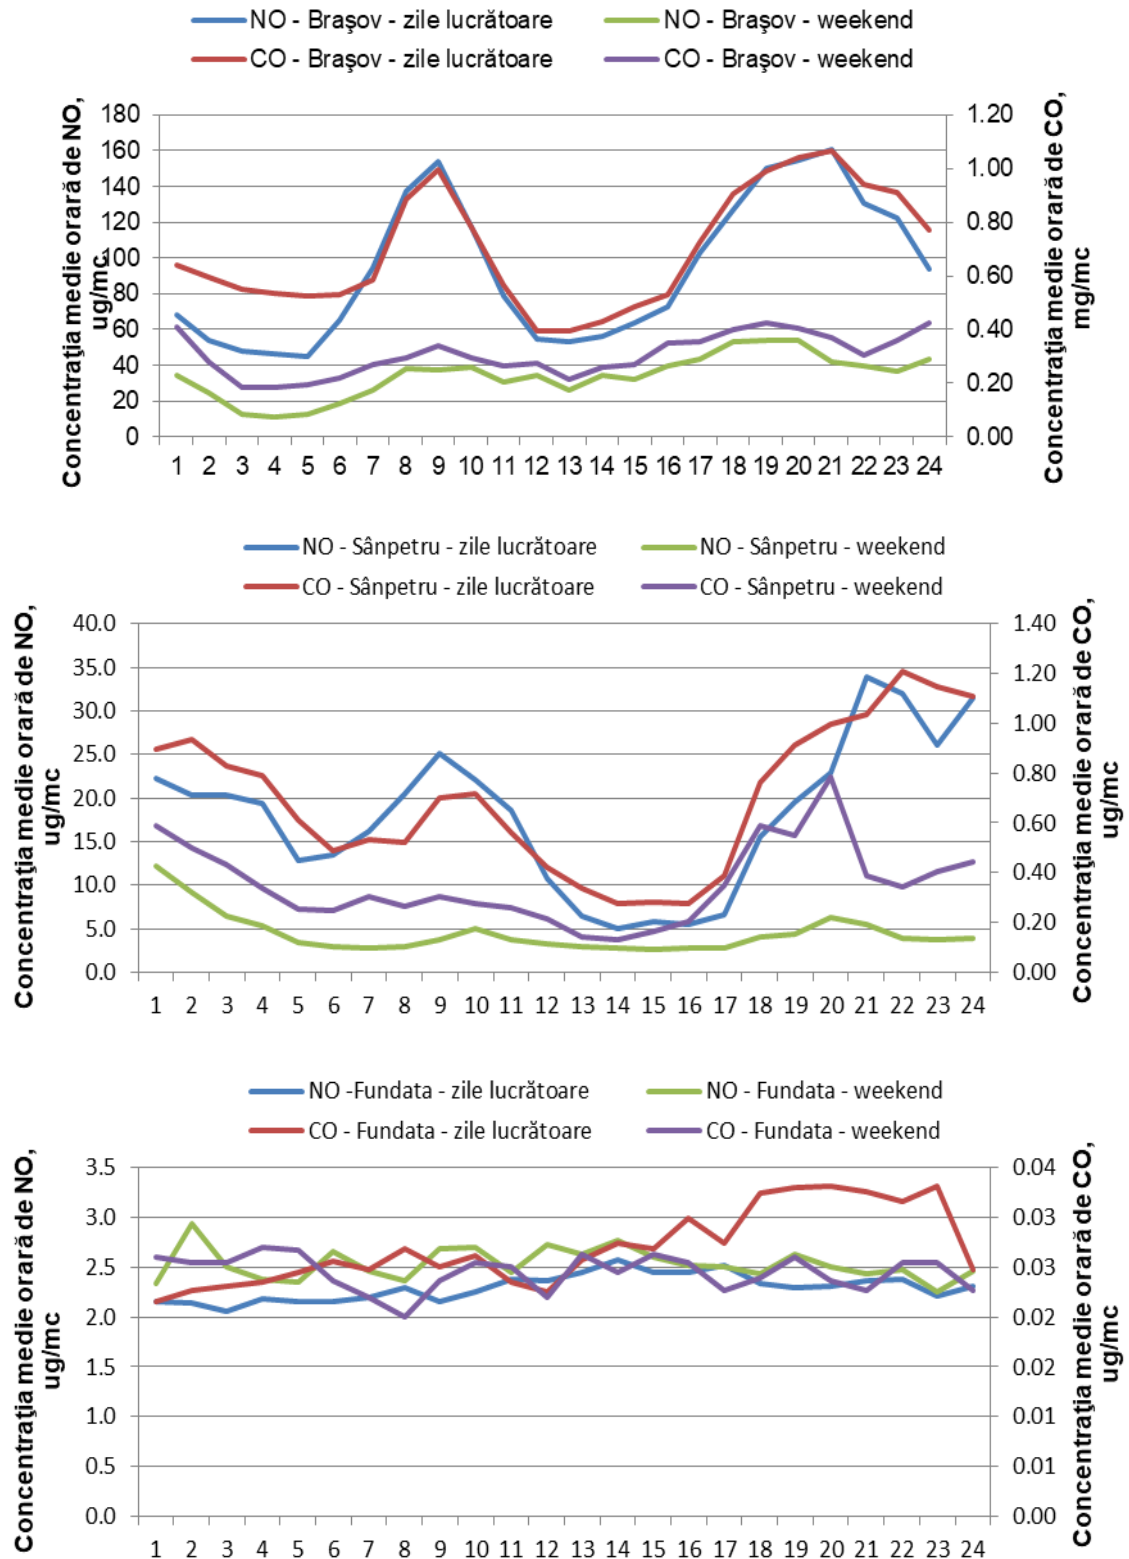 NO - Braşov - zile lucrătoare NO - Braşov - weekend
CO - Braşov - zile lucrătoare CO - Braşov - weekend
Concentraţia medie orară de NO,
ug/mc
180
160
140
120
100
80
60
40
20
0
1.20
1.00
0.80
0.60
0.40
0.20
0.00
Concentraţia medie orară de CO,
mg/mc
1 2 3 4 5 6 7 8 9 10 11 12 13 14 15 16 17 18 19 20 21 22 23 24
NO - Sânpetru - zile lucrătoare NO - Sânpetru - weekend
CO - Sânpetru - zile lucrătoare CO - Sânpetru - weekend
Concentraţia medie orară de NO,
ug/mc
40.0
35.0
30.0
25.0
20.0
15.0
10.0
5.0
0.0
1.40
1.20
1.00
0.80
0.60
0.40
0.20
0.00
Concentraţia medie orară de CO,
ug/mc
1 2 3 4 5 6 7 8 9 10 11 12 13 14 15 16 17 18 19 20 21 22 23 24
NO -Fundata - zile lucrătoare NO - Fundata - weekend
CO - Fundata - zile lucrătoare CO - Fundata - weekend
Concentraţia medie orară de NO,
ug/mc
3.5
3.0
2.5
2.0
1.5
1.0
0.5
0.0
0.04
0.03
0.03
0.02
0.02
0.01
0.01
0.00
Concentraţia medie orară de CO,
ug/mc
1 2 3 4 5 6 7 8 9 10 11 12 13 14 15 16 17 18 19 20 21 22 23 24